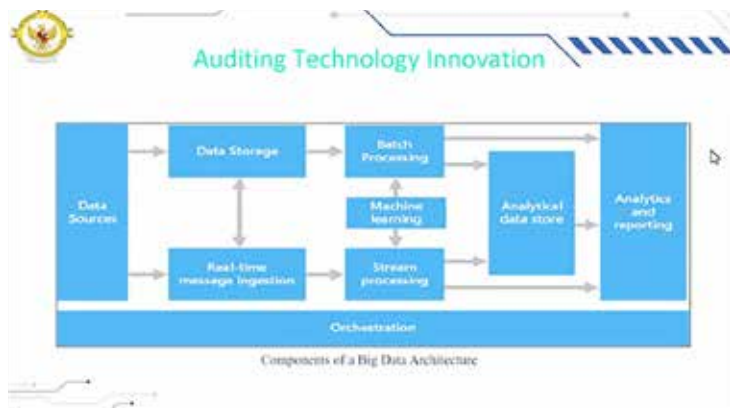 Auditing Technology Innovation
Data Sources
Data Storage
Real-time
message ingestion
Batch
Processing
Machine
learning
Stream
processing
Analytical
data store
Analytics
and
reporting
Orchestration
Components of a Big Data Architecture